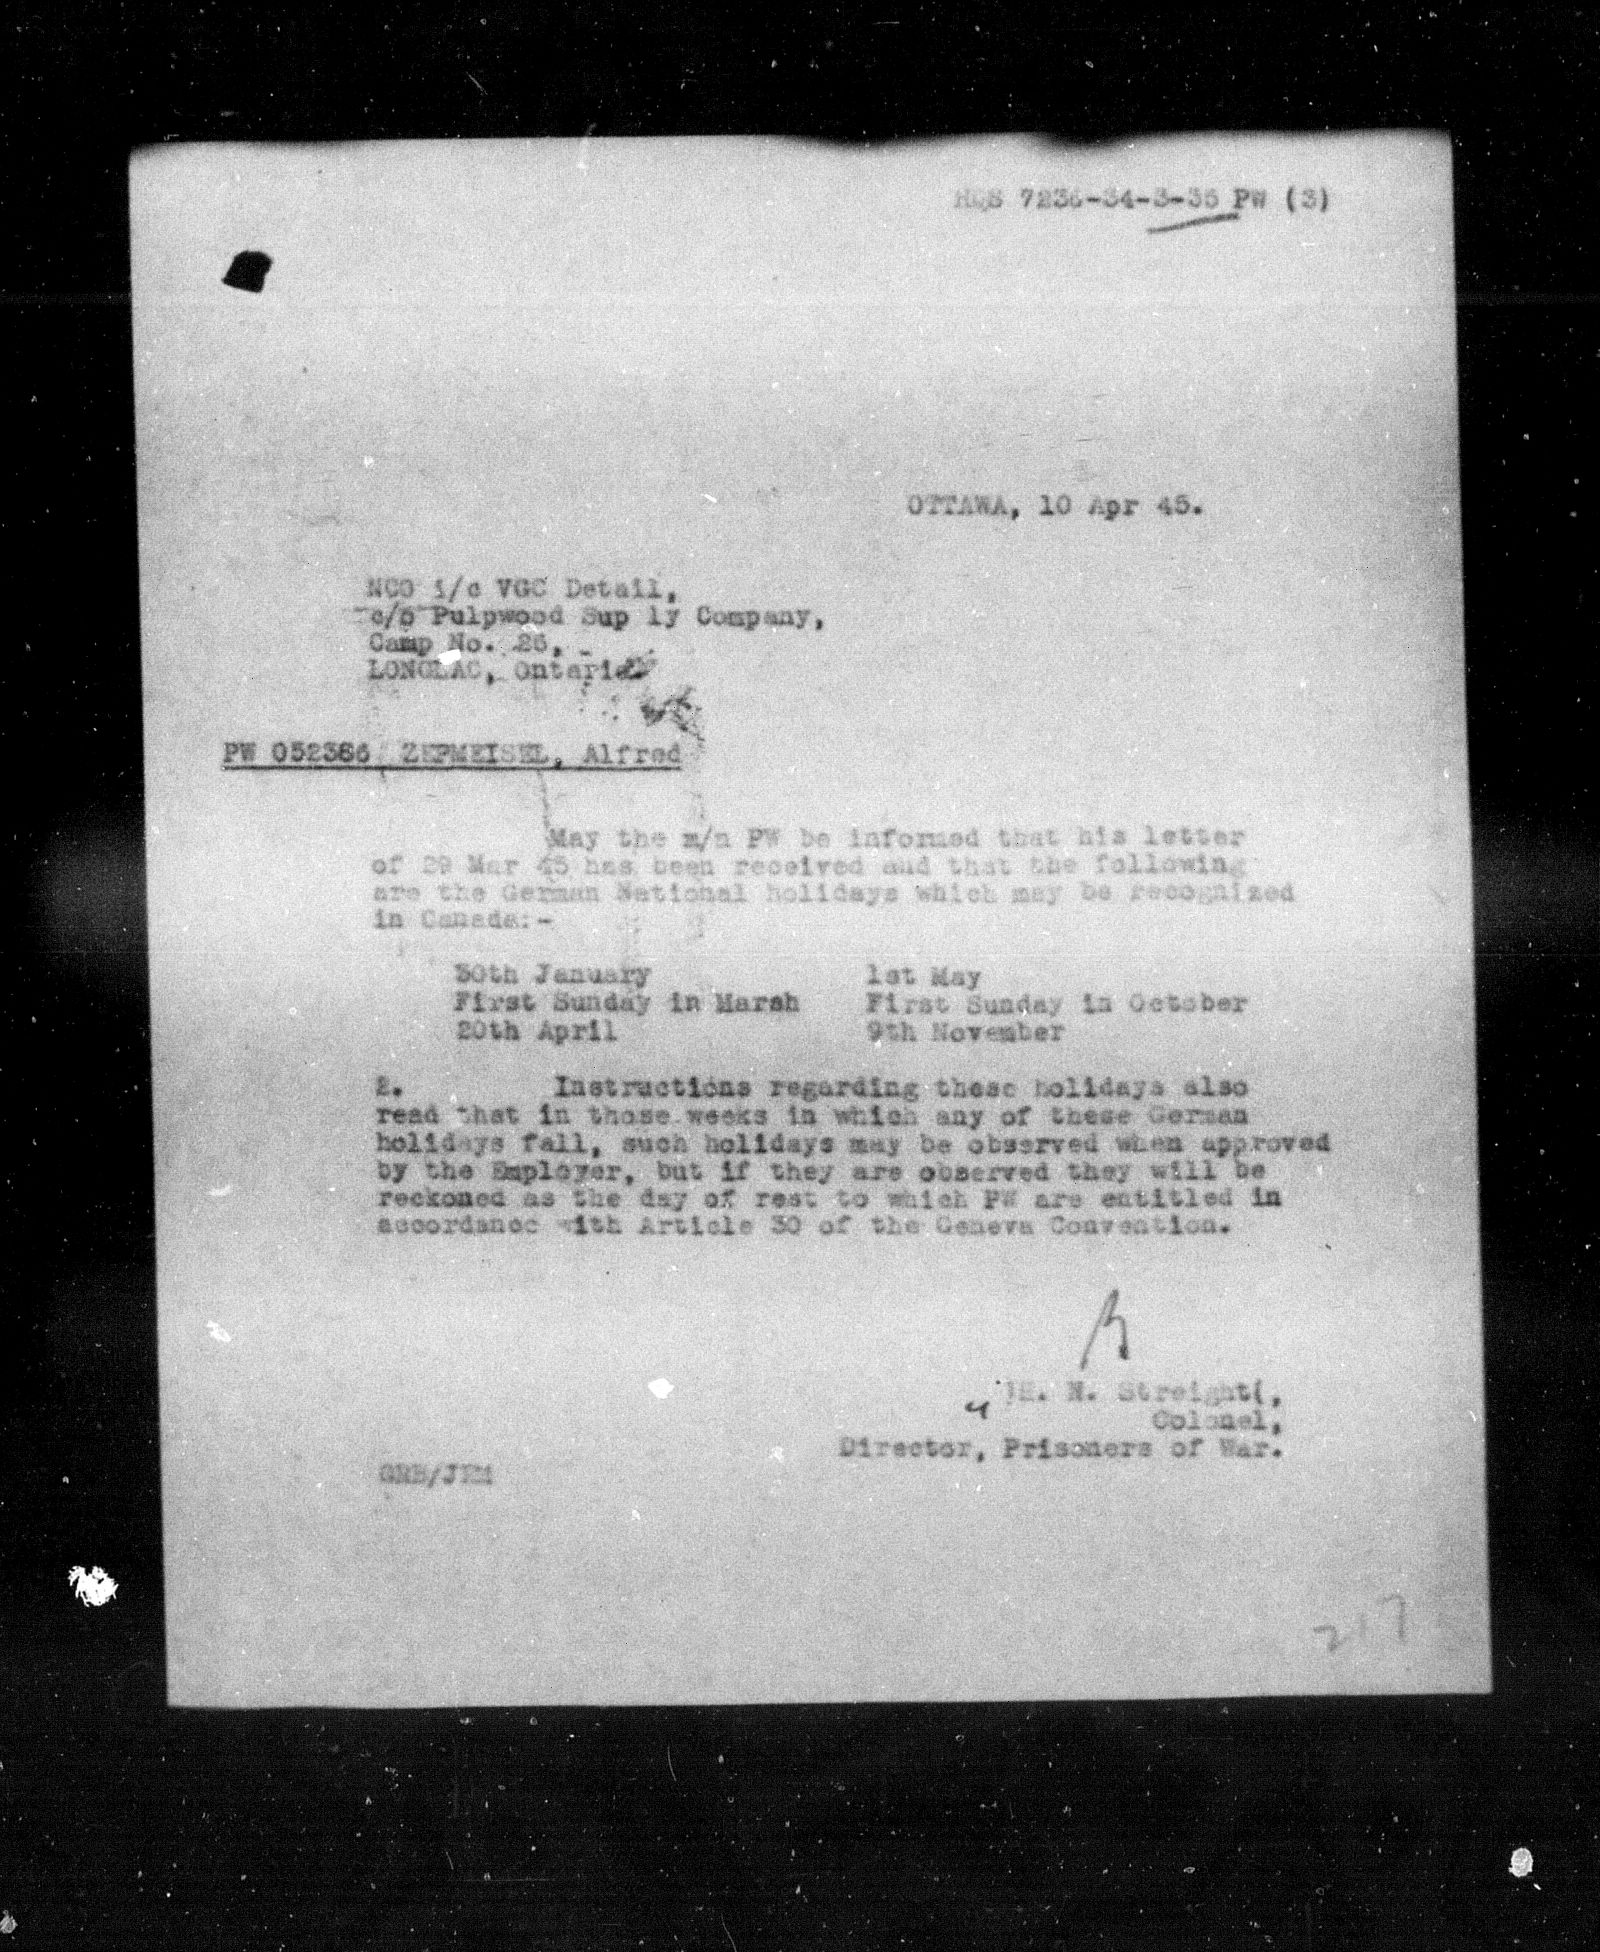 HQS 7236-34-3-36 PW (3)
OTTAWA, 10 Apr 45.
NCO i/c VGC Detail,
c/o Pulpwood Sup ly Company,
Camp No. 26,
LONGLAC, Ontario
PW 052386 ZEPMEISEL, Alfred
May the m/n PW be informed that his letter
of 29 Mar 45 has been received and that the following
are the German National holidays which may be recognized
in Canada:-
30th January
First Sunday in Marsh
20th April
1st May
First Sunday in October
9th November
2. Instructions regarding these holidays also
read that in those weeks in which any of these German
holidays fall, such holidays may be observed when approved
by the Employer, but if they are observed they will be
reckoned as the day of rest to which PW are entitled in
accordance with Article 30 of the Geneva Convention.
)H. N. Streight(,
Colonel,
Director, Prisoners of War.
GRB/JEM
217